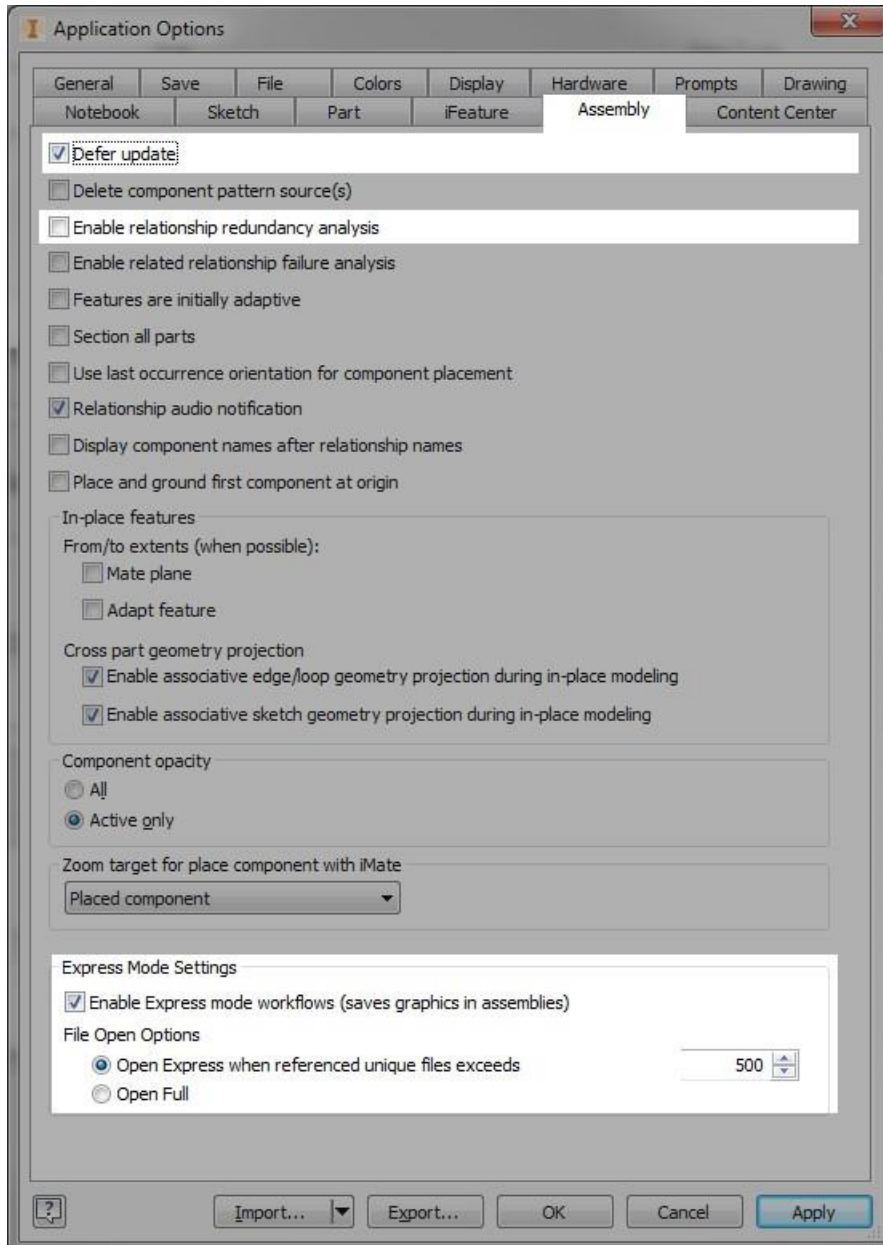 Application Options
General Save File Colors Display Hardware Prompts Drawing
Notebook Sketch Part iFeature Assembly Content Center
Defer update
Delete component pattern source(s)
Enable relationship redundancy analysis
Enable related relationship failure analysis
Features are initially adaptive
Section all parts
Use last occurrence orientation for component placement
Relationship audio notification
Display component names after relationship names
Place and ground first component at origin
In-place features
From/to extents (when possible):
Mate plane
Adapt feature
Cross part geometry projection
Enable associative edge/loop geometry projection during in-place modeling
Enable associative sketch geometry projection during in-place modeling
Component opacity
All
Active only
Zoom target for place component with iMate
Placed component
Express Mode Settings
Enable Express mode workflows (saves graphics in assemblies)
File Open Options
Open Express when referenced unique files exceeds 500
Open Full
? Import... Export... OK Cancel Apply